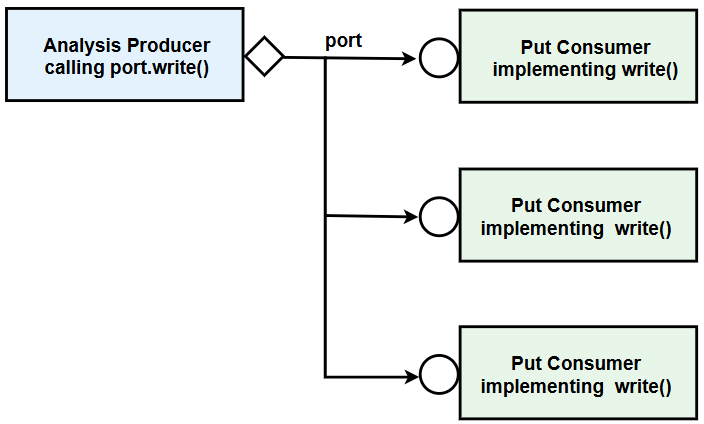 Analysis Producer
calling port.write()
port
Put Consumer
implementing write()
Put Consumer
implementing  write()
Put Consumer
implementing  write()